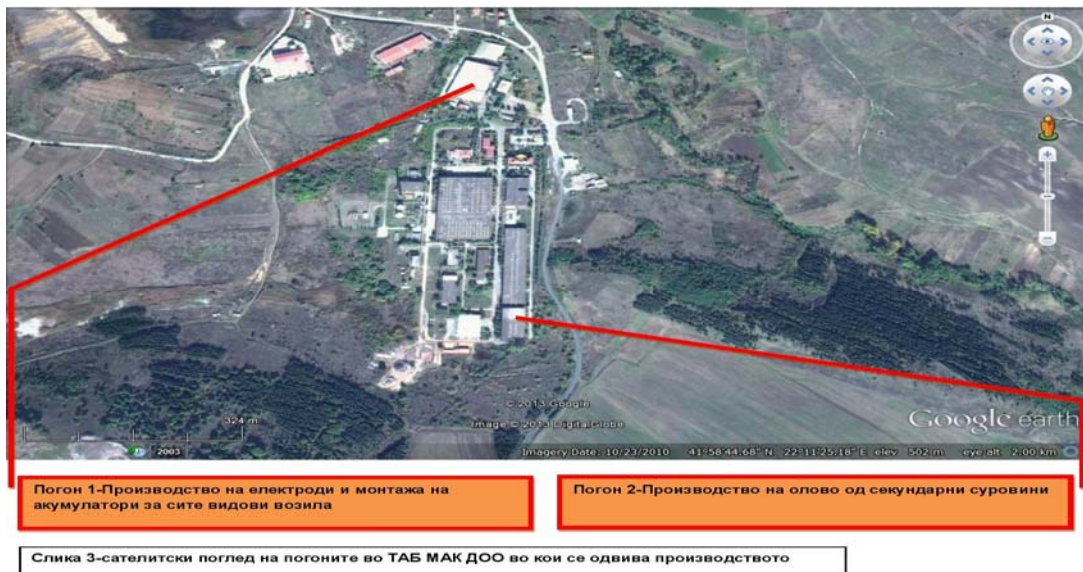 N
324 m
© 2013 Google
Image © 2013 DigitalGlobe
Google earth
2003
Imagery Date: 10/23/2010 41°58'44.68" N 22°11'25.18" E elev 502 m eye alt 2.00 km
Погон 1-Производство на електроди и монтажа на
акумулатори за сите видови возила
Погон 2-Производство на олово од секундарни суровини
Слика 3-сателитски поглед на погоните во ТАБ МАК ДОО во кои се одвива производството